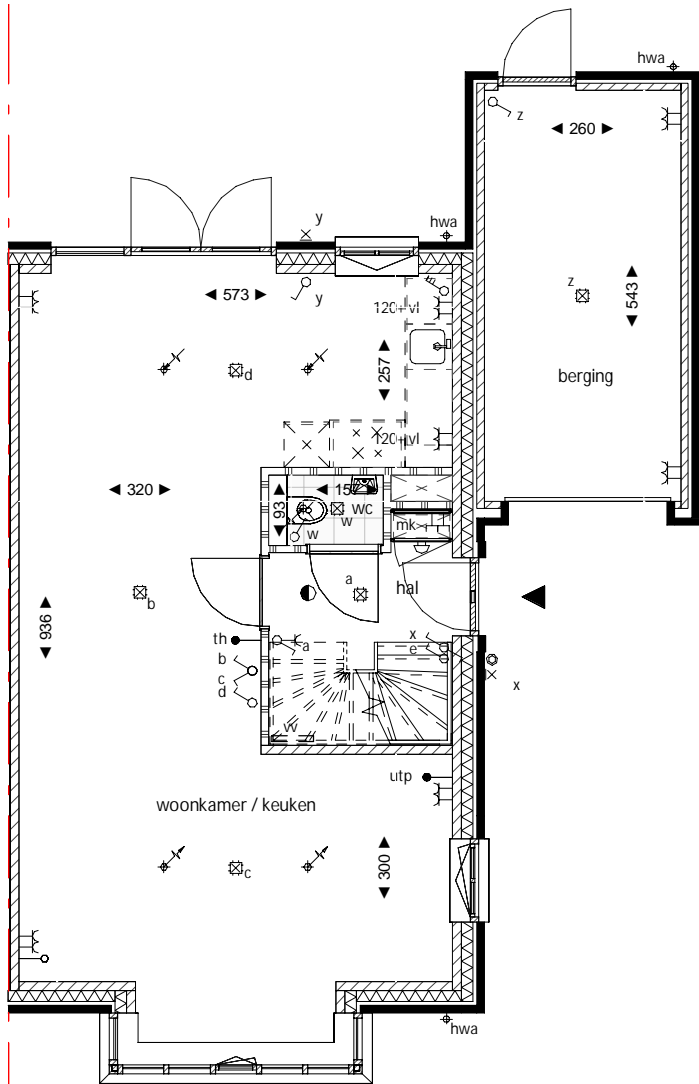 hwa
z
260
y
hwa
573
y
120+vl
z
543
257
d
berging
120+vl
320
93
wc
w
w
mk
a
hal
b
936
th
a
x
b
e
c
d
x
vv
utp
woonkamer / keuken
300
c
hwa